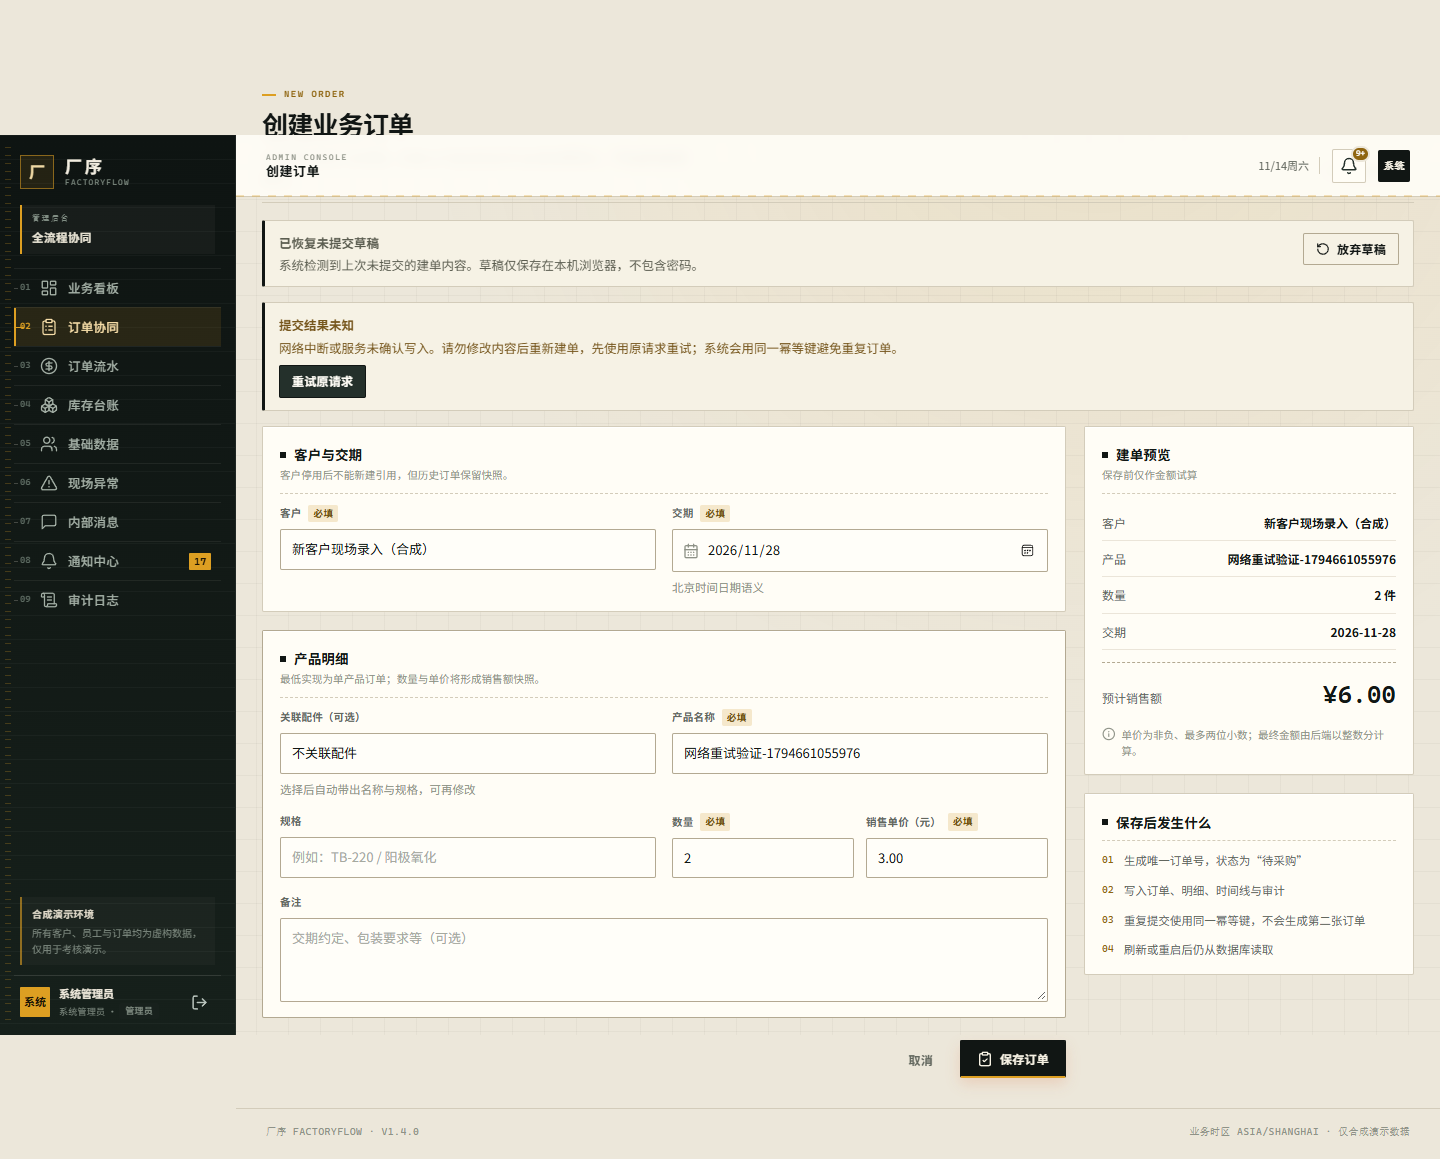 NEW ORDER
创建业务订单
厂
厂序
FACTORYFLOW
管理后台
全流程协同
01 业务看板
02 订单协同
03 订单流水
04 库存台账
05 基础数据
06 现场异常
07 内部消息
08 通知中心 17
09 审计日志
合成演示环境
所有客户、员工与订单均为虚构数据，
仅用于考核演示。
系统
系统管理员
系统管理员 · 管理员
ADMIN CONSOLE
创建订单
11/14周六
9+
系统
已恢复未提交草稿
系统检测到上次未提交的建单内容。草稿仅保存在本机浏览器，不包含密码。
放弃草稿
提交结果未知
网络中断或服务未确认写入。请勿修改内容后重新建单，先使用原请求重试；系统会用同一幂等键避免重复订单。
重试原请求
客户与交期
客户停用后不能新建引用，但历史订单保留快照。
客户 必填
交期 必填
新客户现场录入（合成）
2026/11/28
北京时间日期语义
产品明细
最低实现为单产品订单；数量与单价将形成销售额快照。
关联配件（可选）
产品名称 必填
不关联配件
网络重试验证-1794661055976
选择后自动带出名称与规格，可再修改
规格
数量 必填
销售单价（元） 必填
例如：TB-220 / 阳极氧化
2
3.00
备注
交期约定、包装要求等（可选）
取消
保存订单
建单预览
保存前仅作金额试算
客户 新客户现场录入（合成）
产品 网络重试验证-1794661055976
数量 2 件
交期 2026-11-28
预计销售额 ¥6.00
单价为非负、最多两位小数；最终金额由后端以整数分计
算。
保存后发生什么
01 生成唯一订单号，状态为“待采购”
02 写入订单、明细、时间线与审计
03 重复提交使用同一幂等键，不会生成第二张订单
04 刷新或重启后仍从数据库读取
厂序 FACTORYFLOW · V1.4.0
业务时区 ASIA/SHANGHAI · 仅合成演示数据